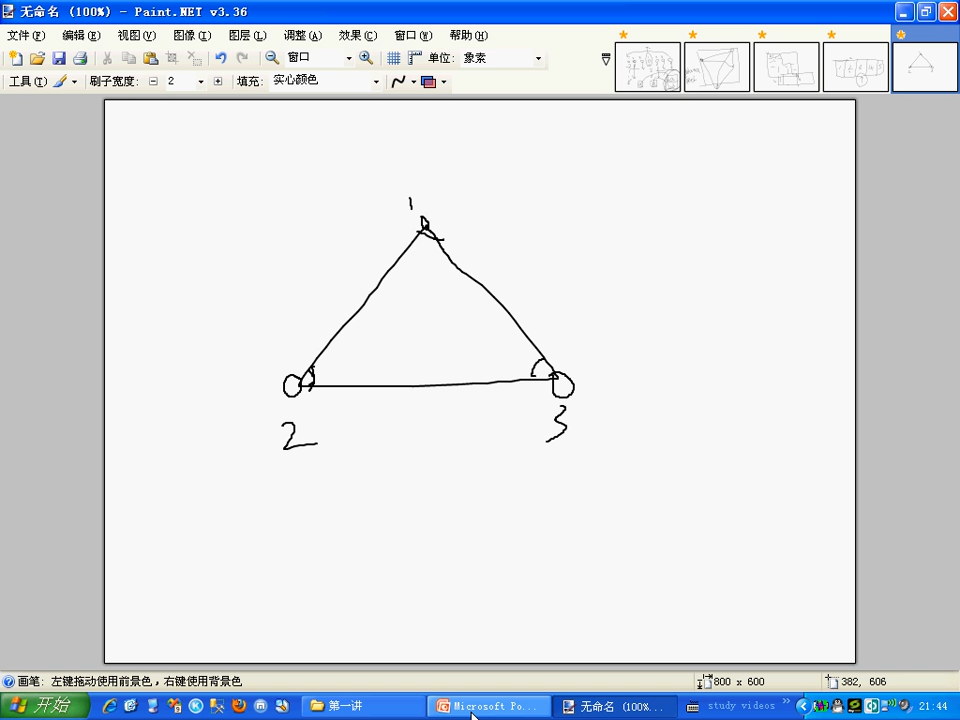 无命名 (100%) - Paint.NET v3.36
文件(F) 编辑(E) 视图(V) 图像(I) 图层(L) 调整(A) 效果(C) 窗口(W) 帮助(H)
窗口 单位: 象素
工具(T) 刷子宽度: 2 填充: 实心颜色
1
2
3
画笔: 左键拖动使用前景色，右键使用背景色 800 x 600 382, 606
开始 第一讲 Microsoft Po... 无命名 (100%... study videos 21:44